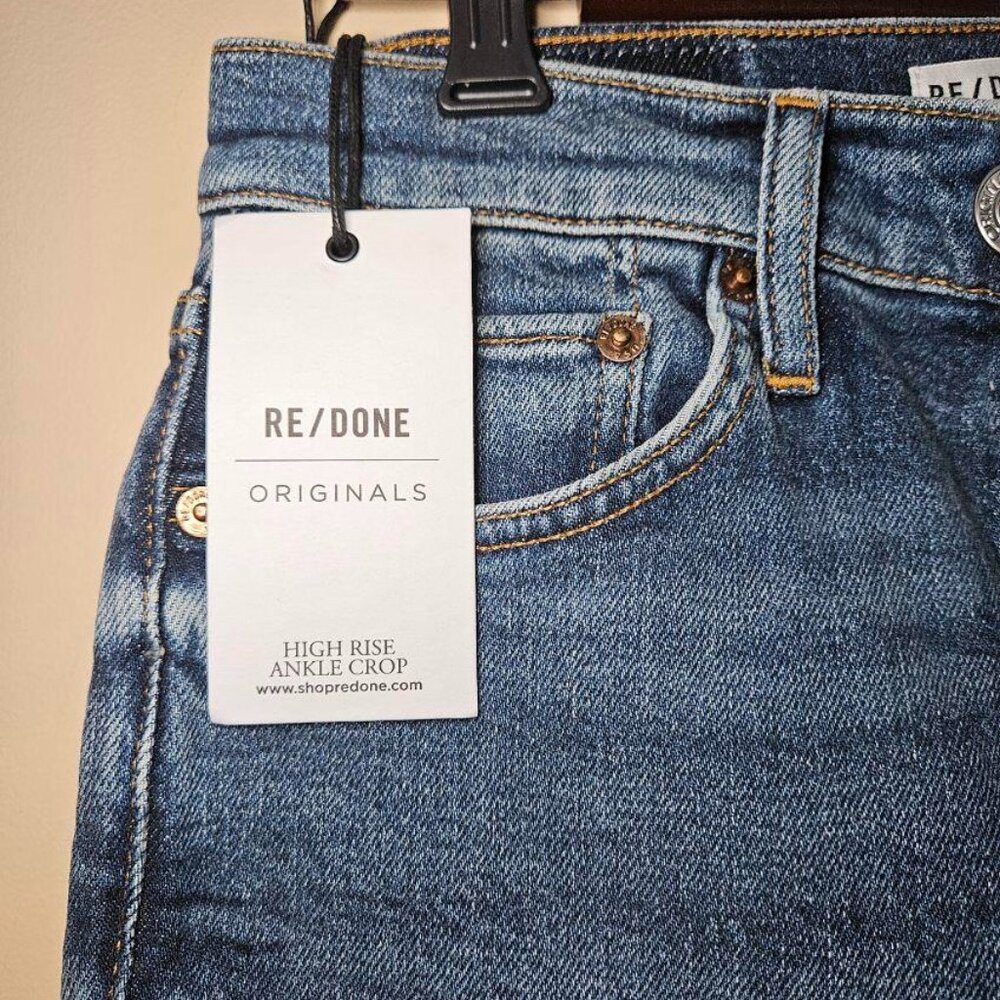 RE/DONE
ORIGINALS
HIGH RISE
ANKLE CROP
www.shopredone.com